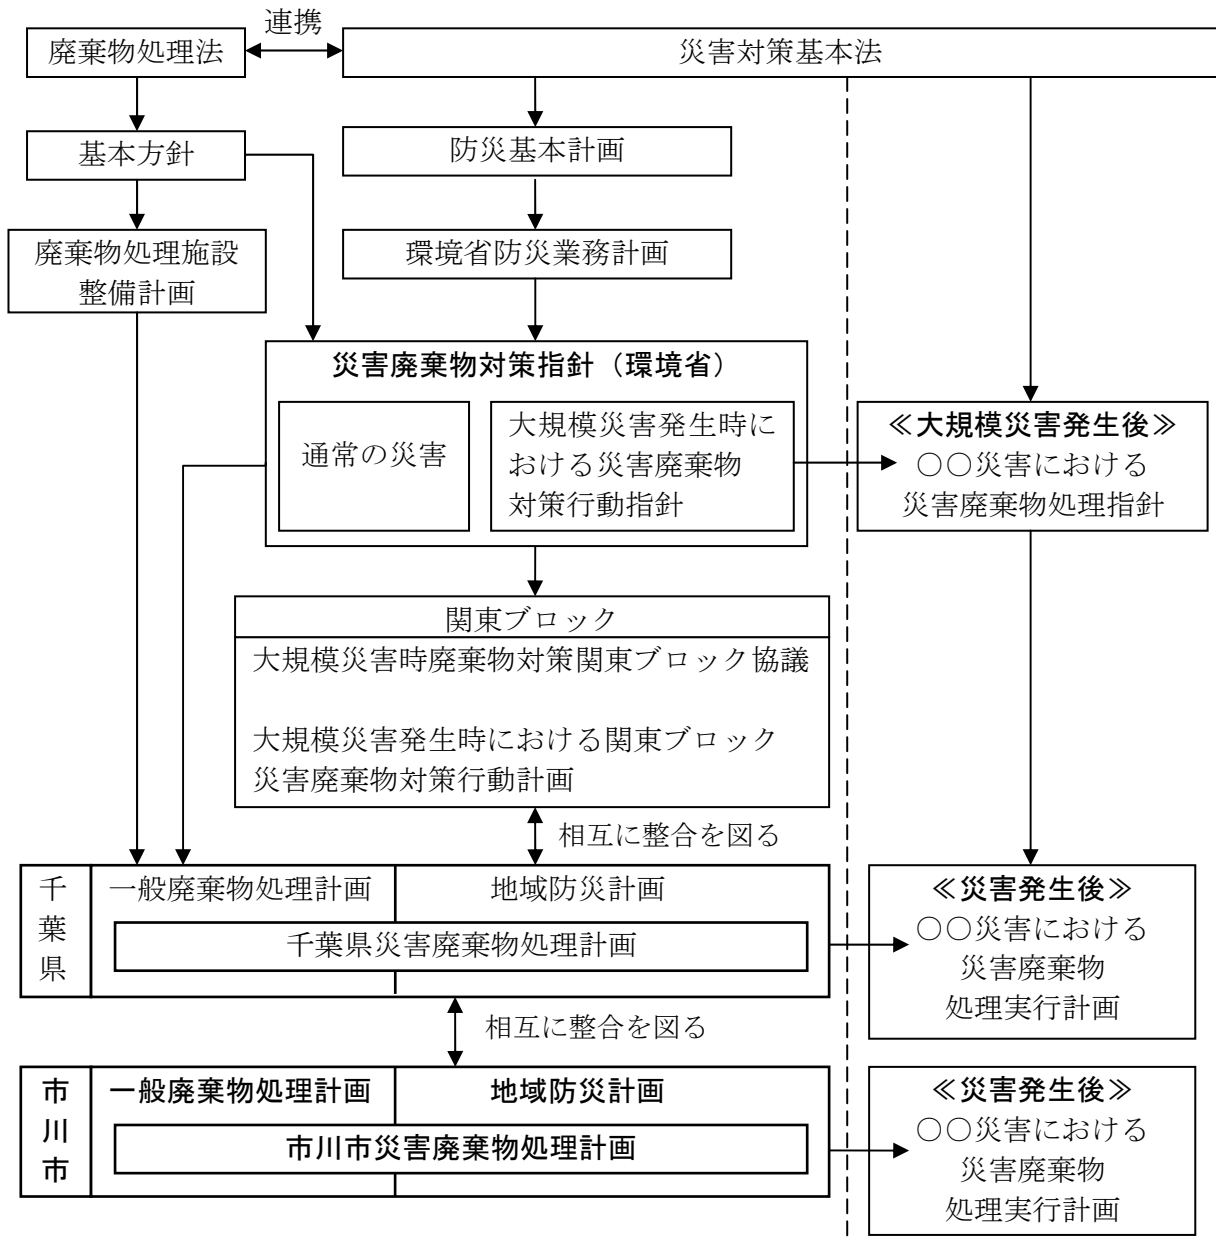 連携
廃棄物処理法
災害対策基本法
基本方針
防災基本計画
廃棄物処理施設
整備計画
環境省防災業務計画
災害廃棄物対策指針（環境省）
通常の災害
大規模災害発生時に
おける災害廃棄物
対策行動指針
≪大規模災害発生後≫
○○災害における
災害廃棄物処理指針
関東ブロック
大規模災害時廃棄物対策関東ブロック協議
大規模災害発生時における関東ブロック
災害廃棄物対策行動計画
相互に整合を図る
千葉県
一般廃棄物処理計画
地域防災計画
千葉県災害廃棄物処理計画
≪災害発生後≫
○○災害における
災害廃棄物
処理実行計画
相互に整合を図る
市川市
一般廃棄物処理計画
地域防災計画
市川市災害廃棄物処理計画
≪災害発生後≫
○○災害における
災害廃棄物
処理実行計画